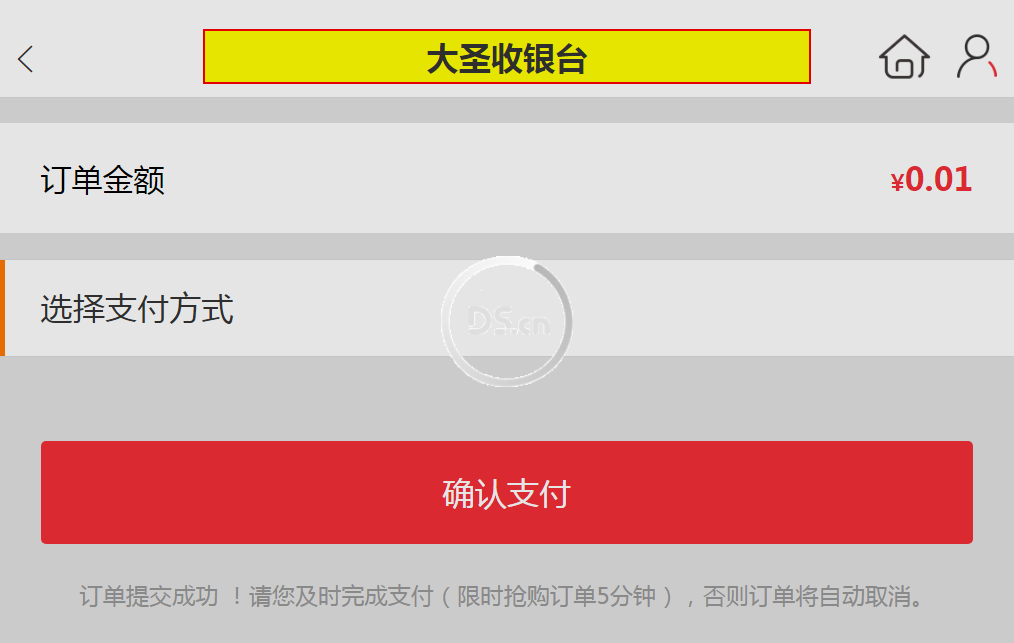 大圣收银台
订单金额
¥0.01
选择支付方式
DS.cn
确认支付
订单提交成功 ！请您及时完成支付（限时抢购订单5分钟 ），否则订单将自动取消。